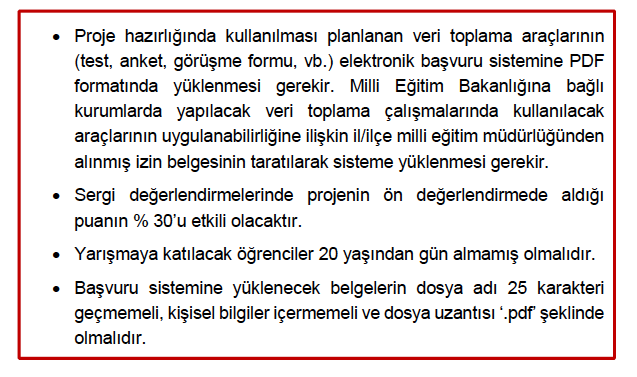 • Proje hazırlığında kullanılması planlanan veri toplama araçlarının
(test, anket, görüşme formu, vb.) elektronik başvuru sistemine PDF
formatında yüklenmesi gerekir. Milli Eğitim Bakanlığına bağlı
kurumlarda yapılacak veri toplama çalışmalarında kullanılacak
araçlarının uygulanabilirliğine ilişkin il/ilçe milli eğitim müdürlüğünden
alınmış izin belgesinin taratılarak sisteme yüklenmesi gerekir.
• Sergi değerlendirmelerinde projenin ön değerlendirmede aldığı
puanın % 30’u etkili olacaktır.
• Yarışmaya katılacak öğrenciler 20 yaşından gün almamış olmalıdır.
• Başvuru sistemine yüklenecek belgelerin dosya adı 25 karakteri
geçmemeli, kişisel bilgiler içermemeli ve dosya uzantısı ‘.pdf’ şeklinde
olmalıdır.